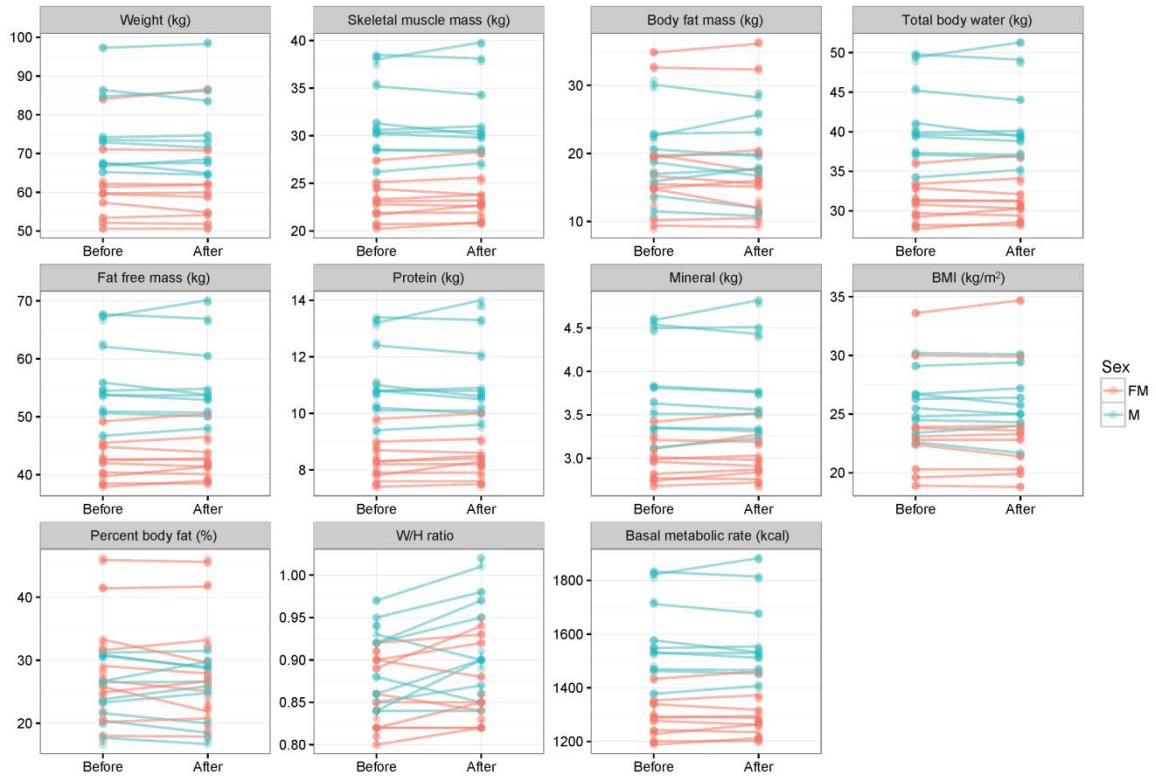 Weight (kg)
100
90
80
70
60
50
Before After
Skeletal muscle mass (kg)
40
35
30
25
20
Before After
Body fat mass (kg)
30
20
10
Before After
Total body water (kg)
50
45
40
35
30
Before After
Fat free mass (kg)
70
60
50
40
Before After
Protein (kg)
14
12
10
8
Before After
Mineral (kg)
4.5
4.0
3.5
3.0
Before After
BMI (kg/m²)
35
30
25
20
Before After
Sex
FM
M
Percent body fat (%)
40
30
20
Before After
W/H ratio
1.00
0.95
0.90
0.85
0.80
Before After
Basal metabolic rate (kcal)
1800
1600
1400
1200
Before After